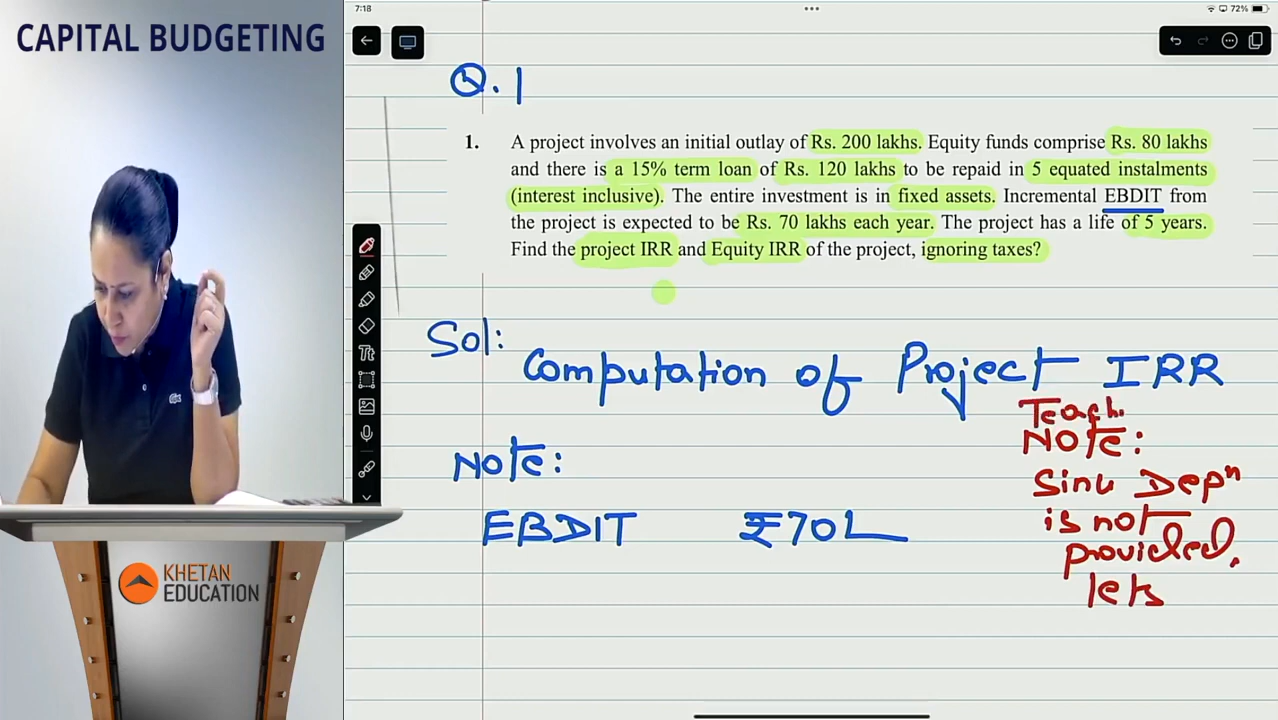 CAPITAL BUDGETING
7:18
72%
Q.1
1. A project involves an initial outlay of Rs. 200 lakhs. Equity funds comprise Rs. 80 lakhs
and there is a 15% term loan of Rs. 120 lakhs to be repaid in 5 equated instalments
(interest inclusive). The entire investment is in fixed assets. Incremental EBDIT from
the project is expected to be Rs. 70 lakhs each year. The project has a life of 5 years.
Find the project IRR and Equity IRR of the project, ignoring taxes?
Sol:
Computation of Project IRR
Teach.
Note:
Note:
Depn
is not
EBDIT ₹70L
provided,
lets
Tt
KHETAN
EDUCATION